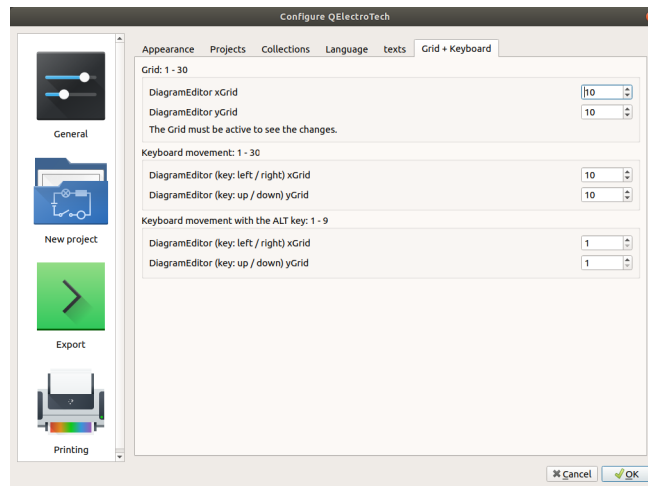 Configure QElectroTech
Appearance Projects Collections Language texts Grid + Keyboard
Grid: 1 - 30
DiagramEditor xGrid 10
DiagramEditor yGrid 10
The Grid must be active to see the changes.
Keyboard movement: 1 - 30
DiagramEditor (key: left / right) xGrid 10
DiagramEditor (key: up / down) yGrid 10
Keyboard movement with the ALT key: 1 - 9
DiagramEditor (key: left / right) xGrid 1
DiagramEditor (key: up / down) yGrid 1
General
New project
Export
Printing
Cancel OK